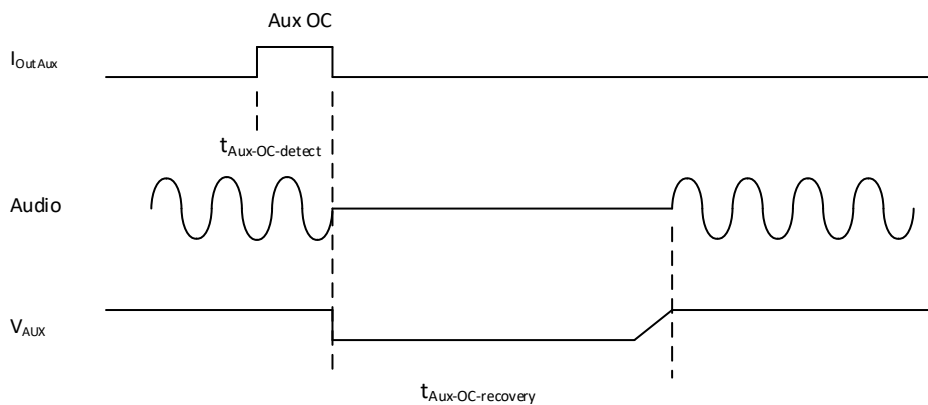 Aux OC
IOutAux
tAux-OC-detect
Audio
VAUX
tAux-OC-recovery